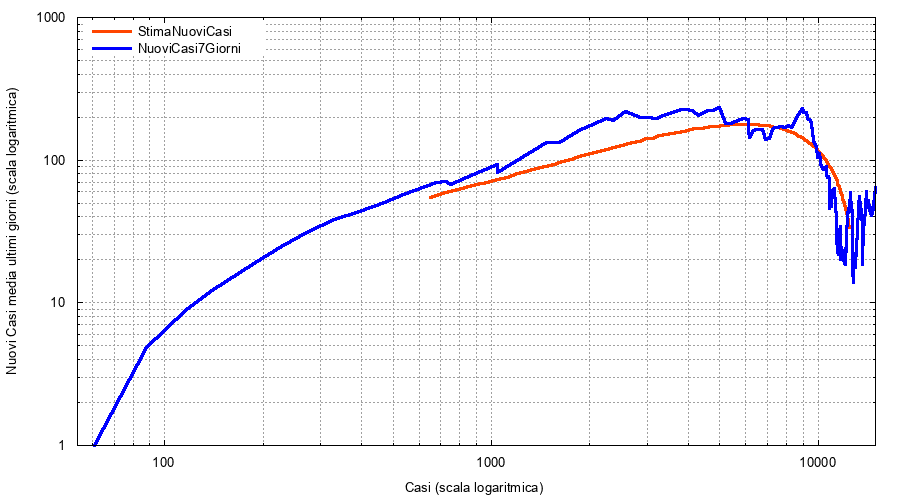 1000
StimaNuoviCasi
NuoviCasi7Giorni
100
10
1
Nuovi Casi media ultimi giorni (scala logaritmica)
100
1000
10000
Casi (scala logaritmica)